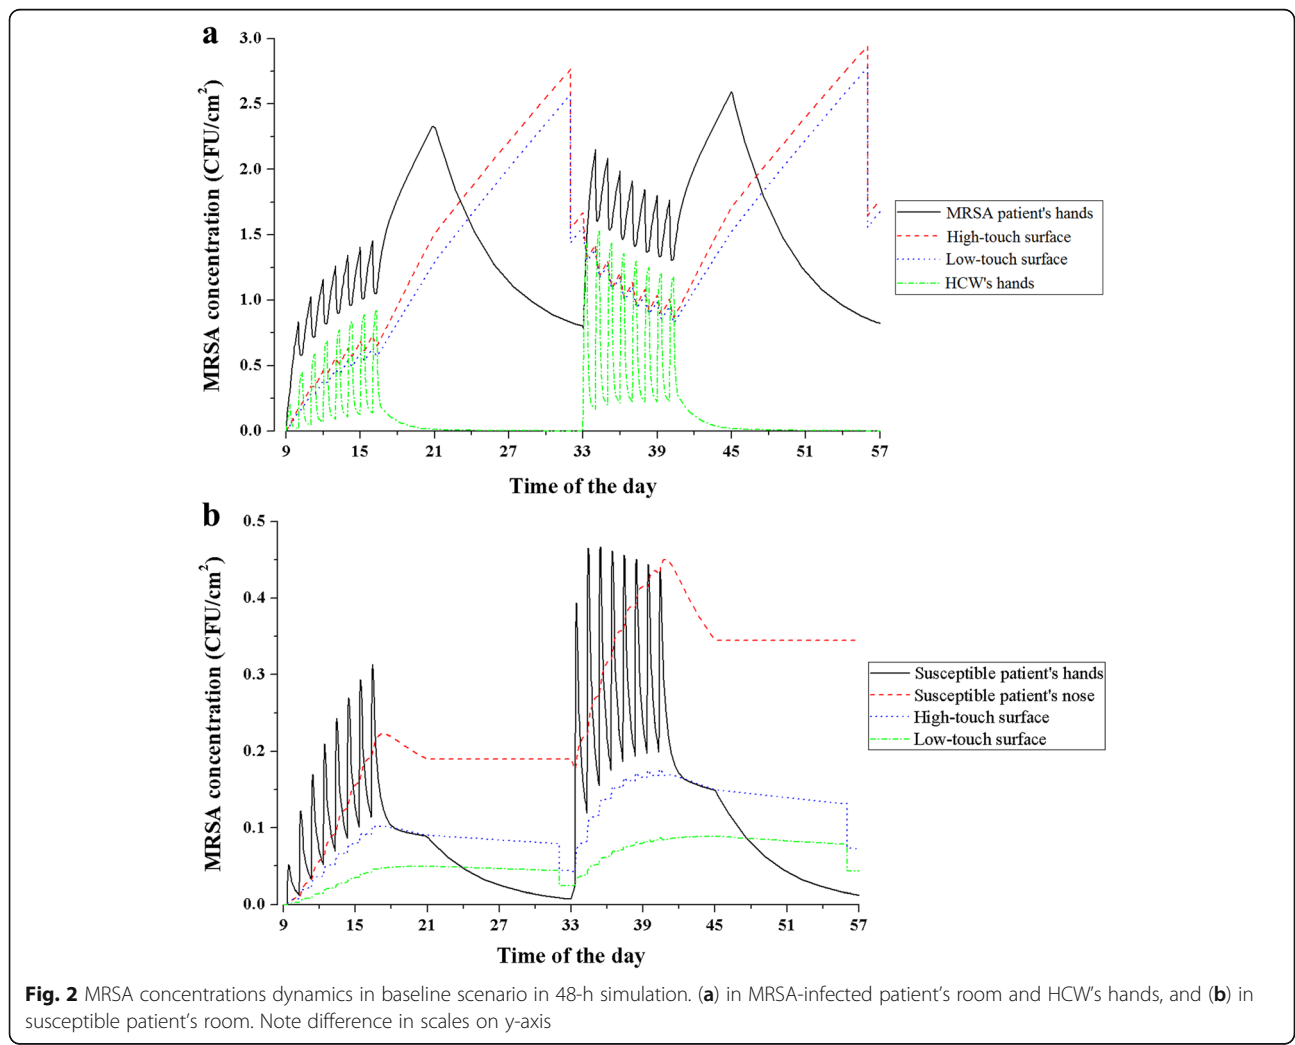 a
3.0
2.5
2.0
1.5
1.0
0.5
0.0
MRSA concentration (CFU/cm²)
9 15 21 27 33 39 45 51 57
Time of the day
MRSA patient's hands
High-touch surface
Low-touch surface
HCW's hands
b
0.5
0.4
0.3
0.2
0.1
0.0
MRSA concentration (CFU/cm²)
9 15 21 27 33 39 45 51 57
Time of the day
Susceptible patient's hands
Susceptible patient's nose
High-touch surface
Low-touch surface
Fig. 2 MRSA concentrations dynamics in baseline scenario in 48-h simulation. (a) in MRSA-infected patient's room and HCW's hands, and (b) in
susceptible patient's room. Note difference in scales on y-axis